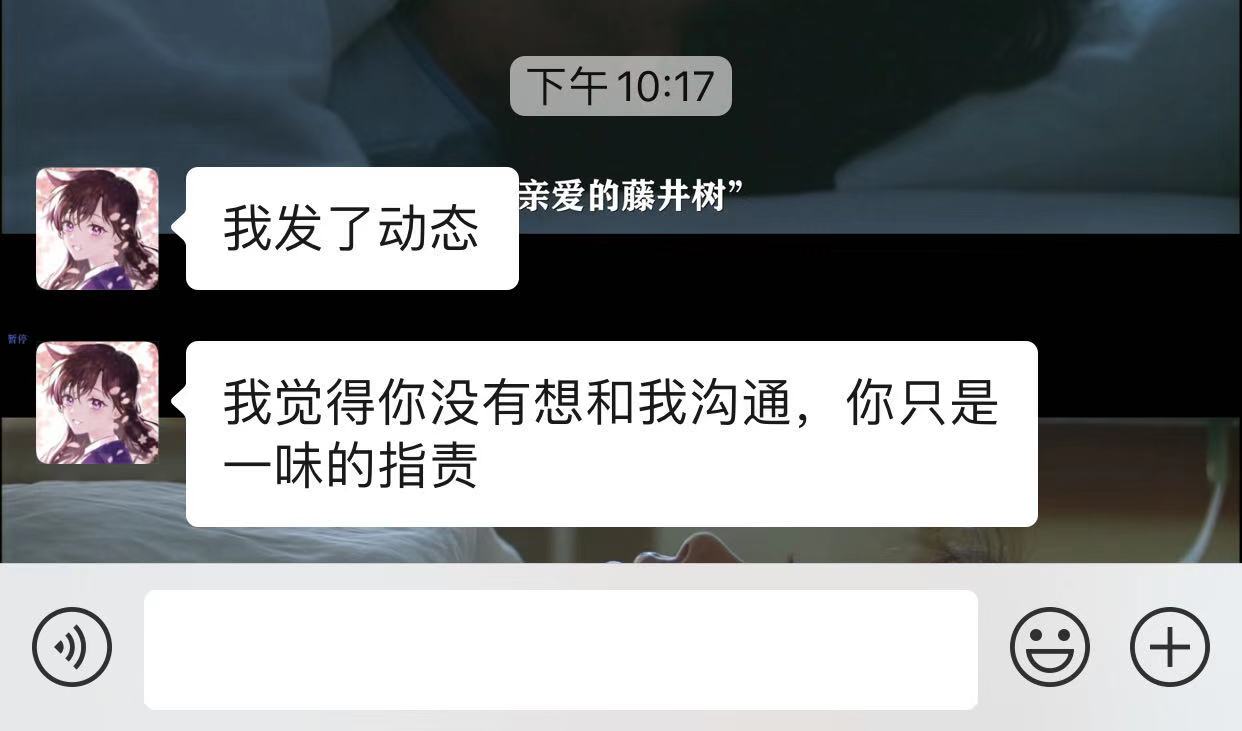 下午10:17
亲爱的藤井树”
我发了动态
暂停
我觉得你没有想和我沟通，你只是
一味的指责